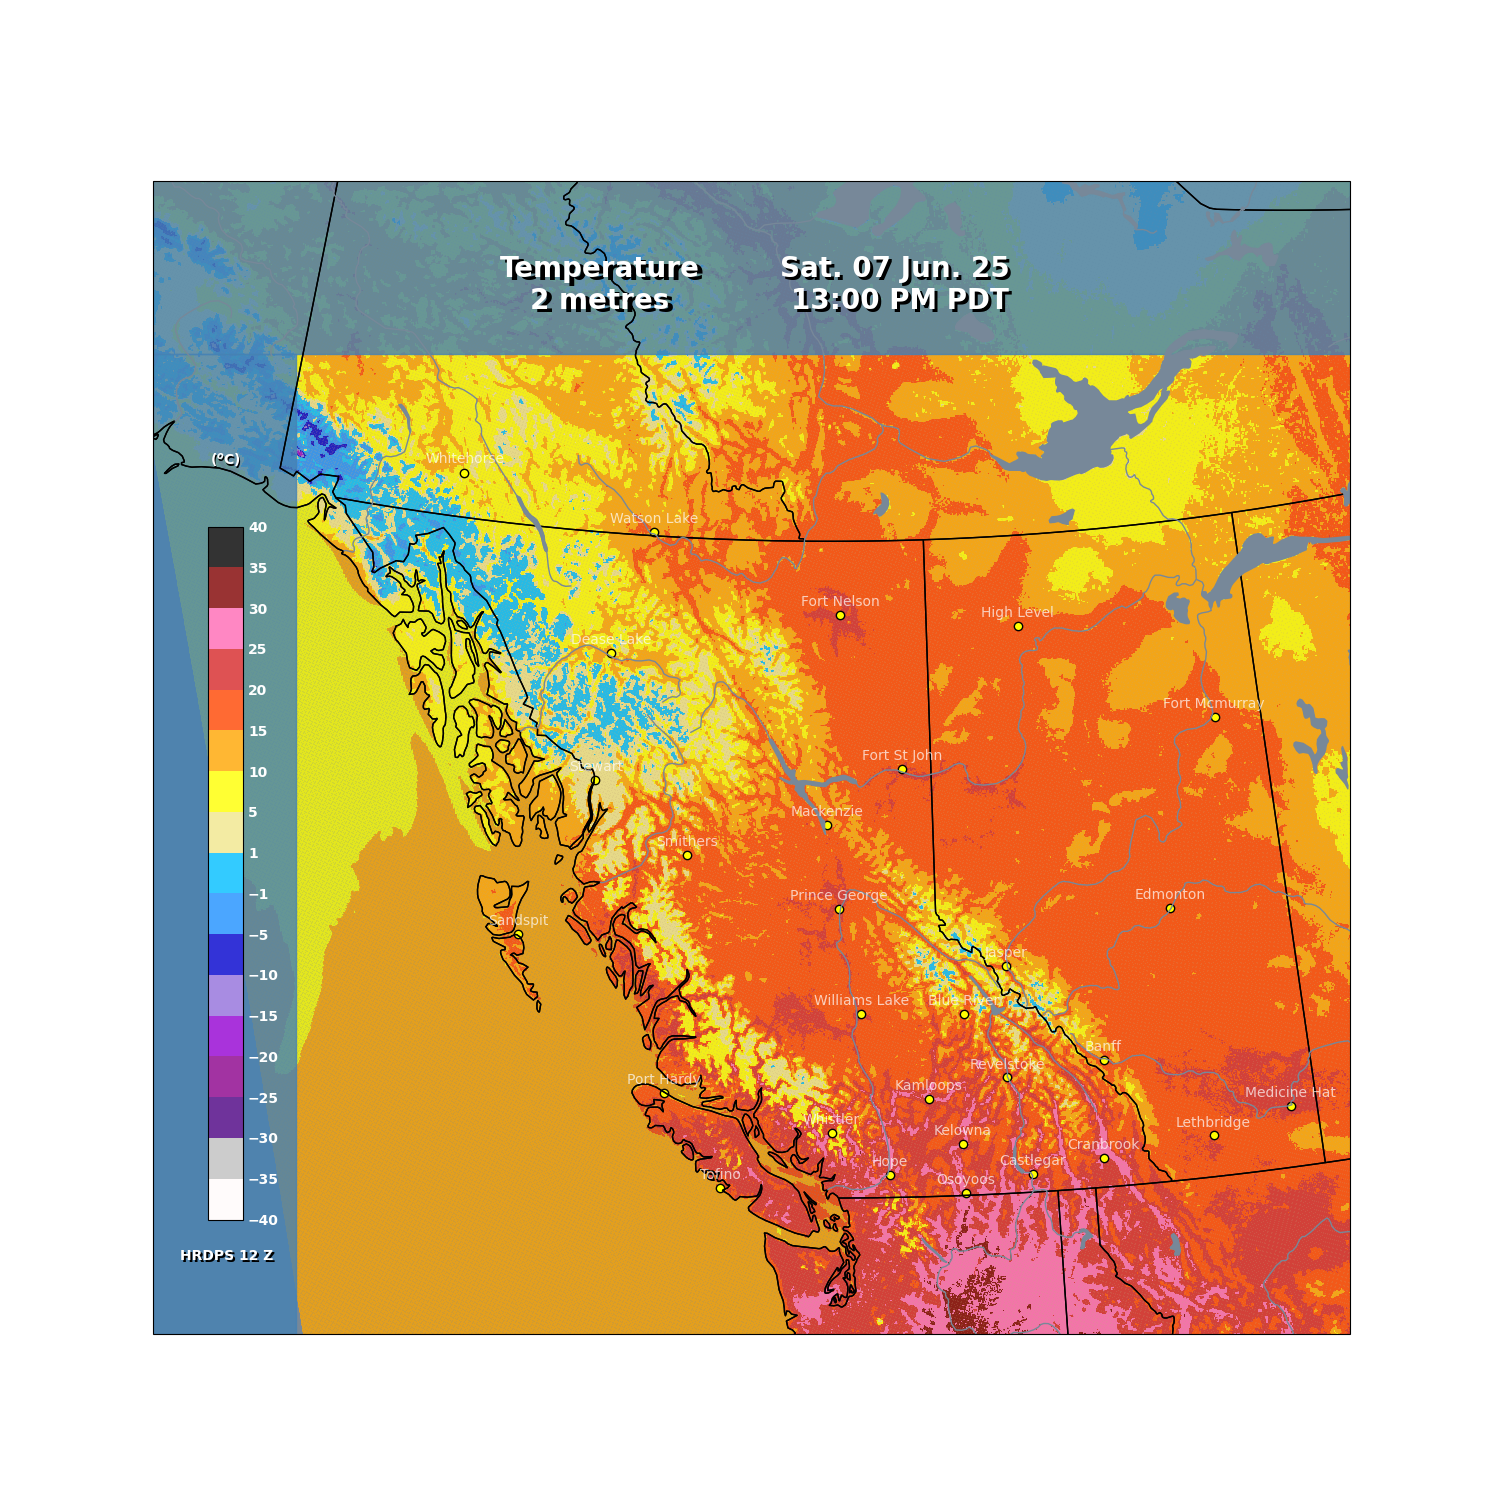 Temperature
2 metres
Sat. 07 Jun. 25
13:00 PM PDT
Whitehorse
(°C)
Watson Lake
40
35
30
25
20
15
10
5
1
−1
−5
−10
−15
−20
−25
−30
−35
−40
Fort Nelson
High Level
Dease Lake
Fort Mcmurray
Fort St John
Stewart
Mackenzie
Smithers
Prince George
Edmonton
Sandspit
Jasper
Williams Lake
Blue River
Banff
Revelstoke
Port Hardy
Kamloops
Medicine Hat
Whistler
Lethbridge
Kelowna
Cranbrook
Hope
Castlegar
Tofino
Osoyoos
HRDPS 12 Z